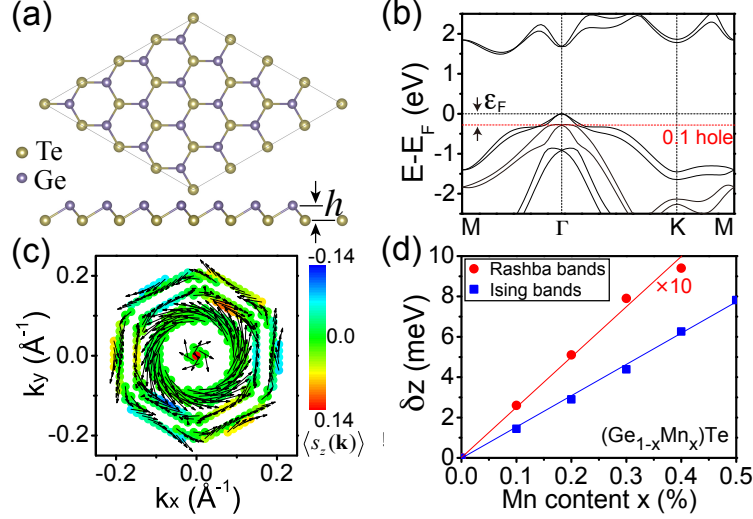 (a)
Te
Ge
h
(b)
E-E_F (eV)
2
1
0
-1
-2
ε_F
0.1 hole
M Γ K M
(c)
k_y (Å⁻¹)
0.2
0.0
-0.2
-0.2 0.0 0.2
k_x (Å⁻¹)
-0.14
0.0
0.14
⟨s_z(k)⟩
(d)
δz (meV)
10
8
6
4
2
0
Rashba bands
Ising bands
×10
(Ge₁₋ₓMnₓ)Te
0.0 0.1 0.2 0.3 0.4 0.5
Mn content x (%)